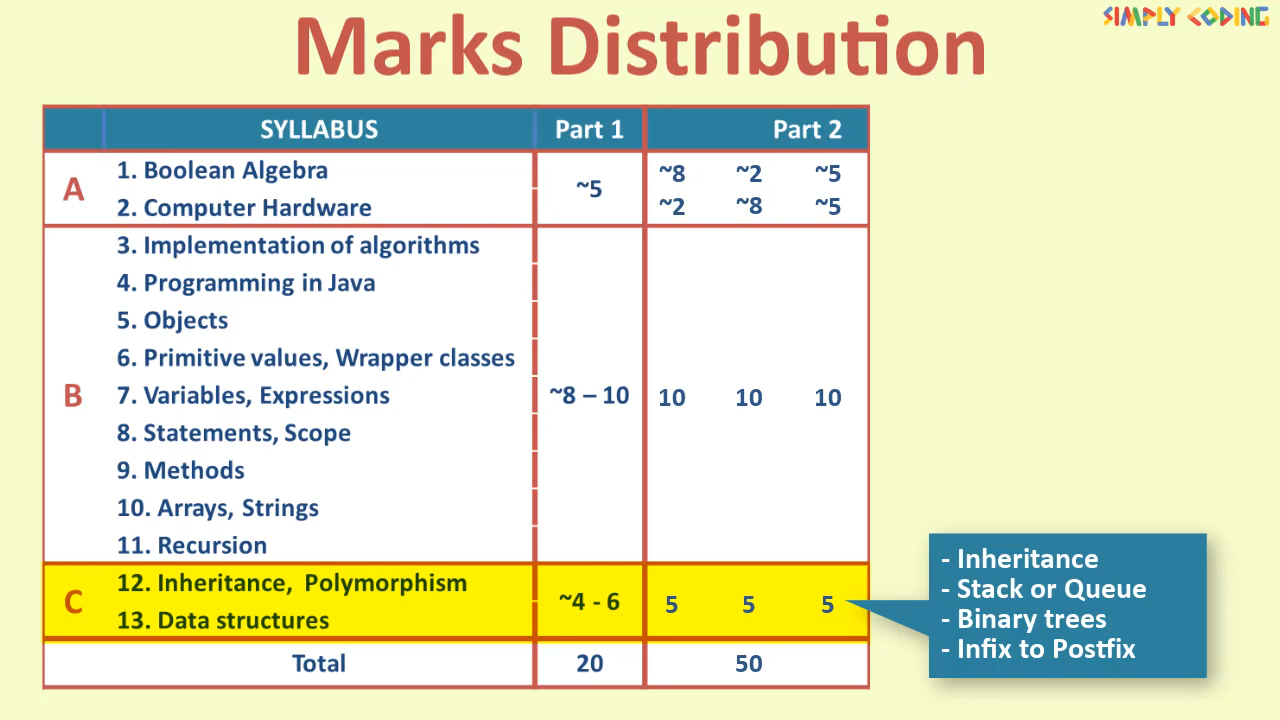 SIMPLY CODING
Marks Distribution
SYLLABUS Part 1 Part 2
A
1. Boolean Algebra
2. Computer Hardware
~5
~8 ~2 ~5
~2 ~8 ~5
B
3. Implementation of algorithms
4. Programming in Java
5. Objects
6. Primitive values, Wrapper classes
7. Variables, Expressions
8. Statements, Scope
9. Methods
10. Arrays, Strings
11. Recursion
~8 – 10
10 10 10
C
12. Inheritance, Polymorphism
13. Data structures
~4 - 6
5 5 5
- Inheritance
- Stack or Queue
- Binary trees
- Infix to Postfix
Total 20 50